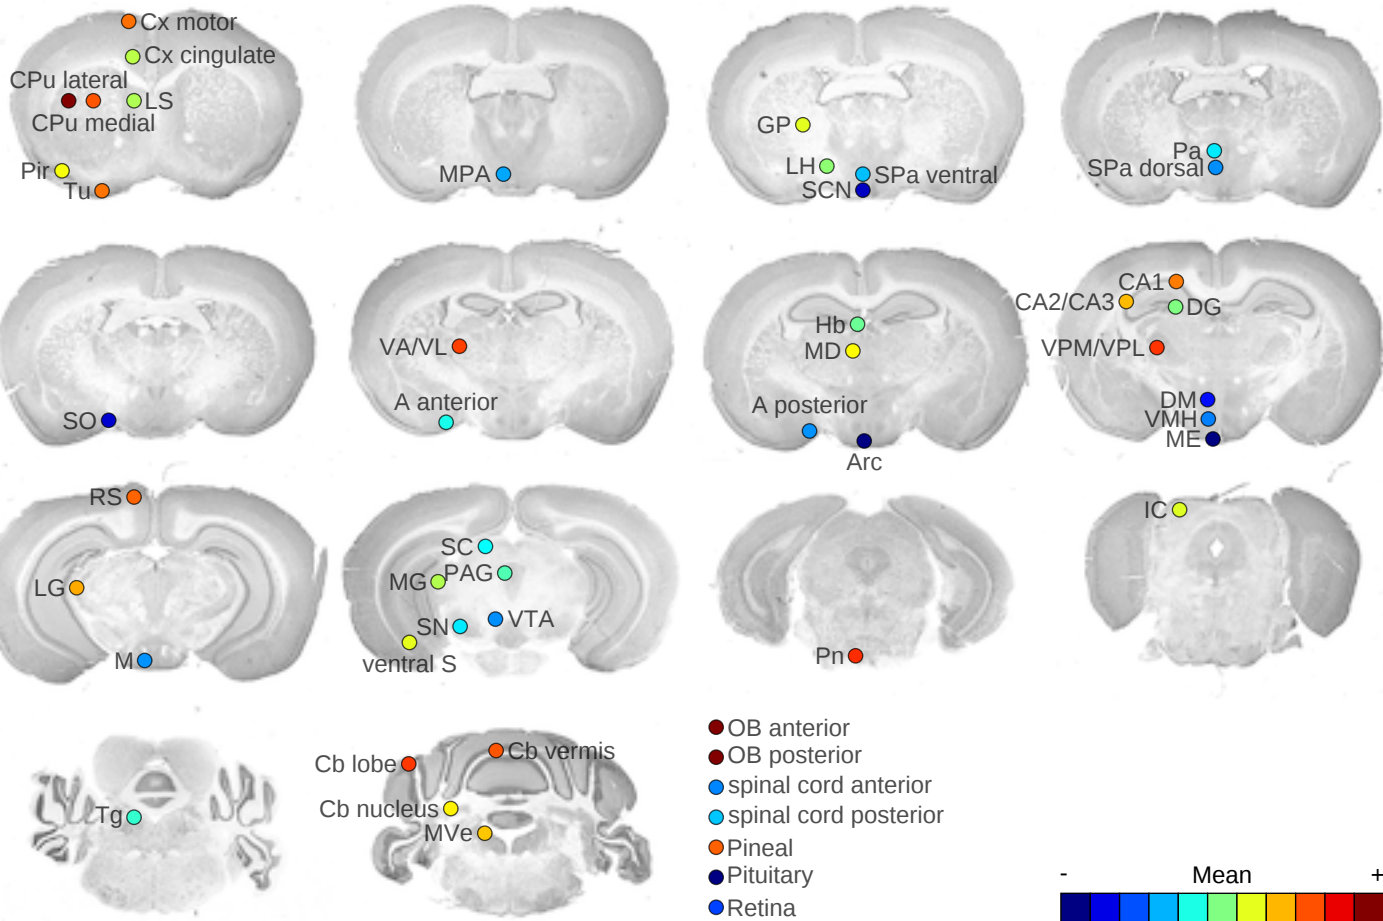 Cx motor
Cx cingulate
CPu lateral
LS
CPu medial
Pir
Tu
MPA
GP
LH
SPa ventral
SCN
Pa
SPa dorsal
SO
VA/VL
A anterior
Hb
MD
A posterior
Arc
CA1
CA2/CA3
DG
VPM/VPL
DM
VMH
ME
RS
LG
M
SC
MG
PAG
SN
VTA
ventral S
Pn
IC
Tg
Cb lobe
Cb vermis
Cb nucleus
MVe
OB anterior
OB posterior
spinal cord anterior
spinal cord posterior
Pineal
Pituitary
Retina
- Mean +